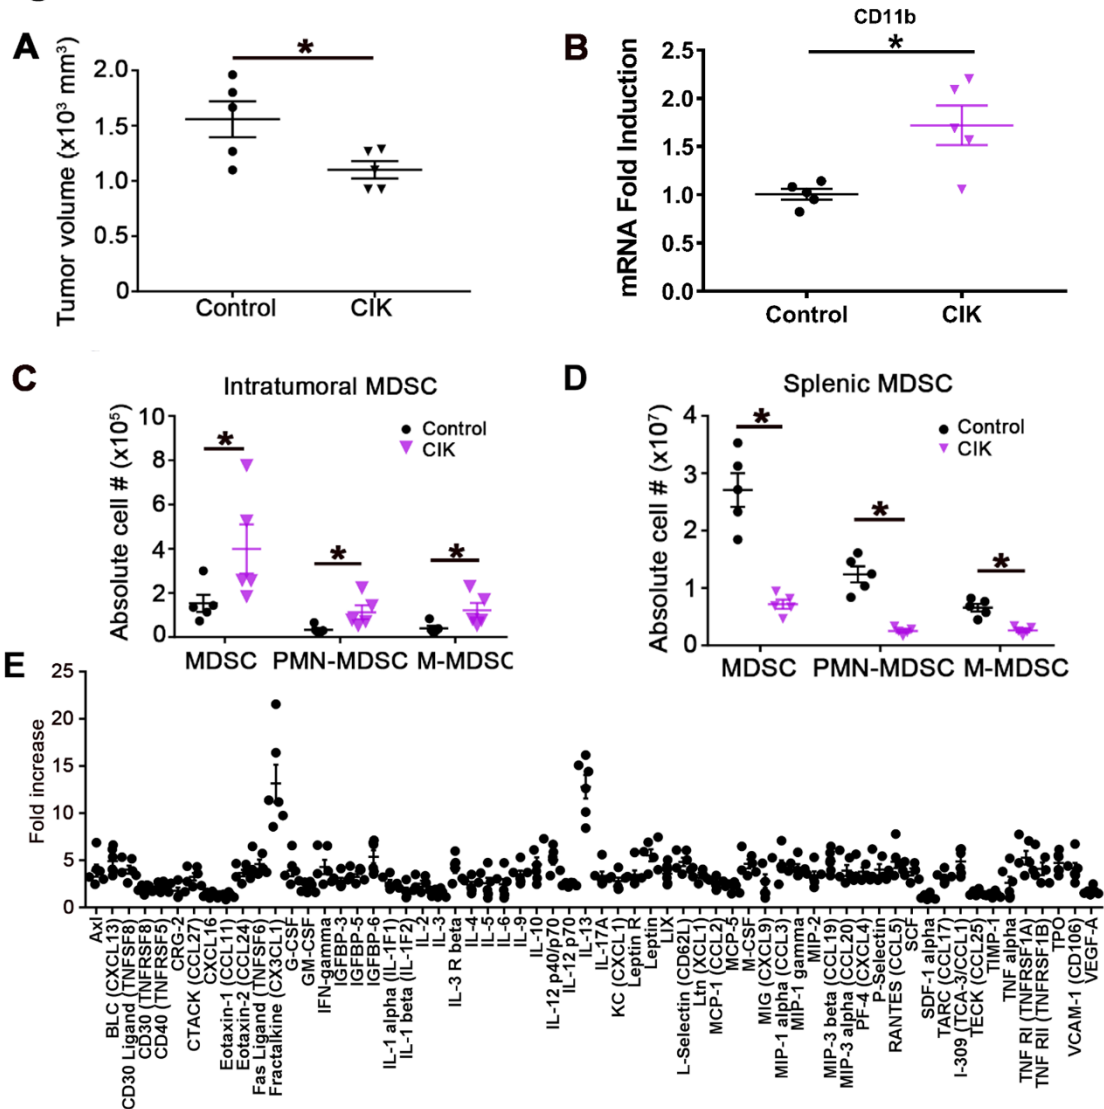 A
Tumor volume (x10³ mm³)
2.0
1.5
1.0
0.5
0
*
Control
CIK
B
CD11b
mRNA Fold Induction
2.5
2.0
1.5
1.0
0.5
0.0
*
Control
CIK
C
Intratumoral MDSC
Absolute cell # (x10⁵)
10
8
6
4
2
0
Control
CIK
*
*
*
MDSC
PMN-MDSC
M-MDSC
D
Splenic MDSC
Absolute cell # (x10⁷)
4
3
2
1
0
Control
CIK
*
*
*
MDSC
PMN-MDSC
M-MDSC
E
Fold increase
25
20
15
10
5
0
Axl
BLC (CXCL13)
CD30 Ligand (TNFSF8)
CD30 (TNFRSF8)
CD40 (TNFRSF5)
CRG-2
CTACK (CCL27)
CXCL16
Eotaxin-1 (CCL11)
Eotaxin-2 (CCL24)
Fas Ligand (TNFSF6)
Fractalkine (CX3CL1)
G-CSF
GM-CSF
IFN-gamma
IGFBP-3
IGFBP-5
IGFBP-6
IL-1 alpha (IL-1F1)
IL-1 beta (IL-1F2)
IL-2
IL-3
IL-3 R beta
IL-4
IL-5
IL-6
IL-9
IL-10
IL-12 p40/p70
IL-12 p70
IL-13
IL-17A
KC (CXCL1)
Leptin R
Leptin
LIX
L-Selectin (CD62L)
Ltn (XCL1)
MCP-1 (CCL2)
MCP-5
M-CSF
MIG (CXCL9)
MIP-1 alpha (CCL3)
MIP-1 gamma
MIP-2
MIP-3 beta (CCL19)
MIP-3 alpha (CCL20)
PF-4 (CXCL4)
P-Selectin
RANTES (CCL5)
SCF
SDF-1 alpha
TARC (CCL17)
I-309 (TCA-3/CCL1)
TECK (CCL25)
TIMP-1
TNF alpha
TNF RI (TNFRSF1A)
TNF RII (TNFRSF1B)
TPO
VCAM-1 (CD106)
VEGF-A